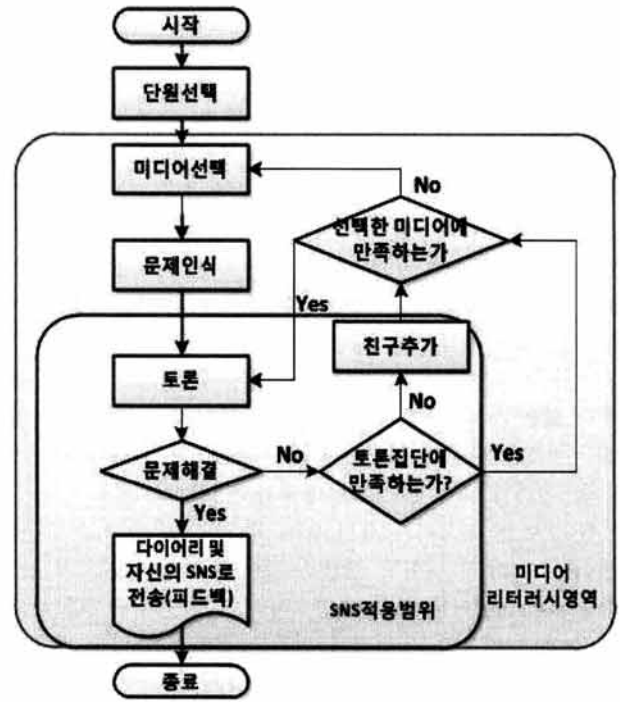 시작
단원선택
미디어선택
No
선택한 미디어에
만족하는가
문제인식
Yes
친구추가
토론
No
문제해결
No
토론집단에
만족하는가?
Yes
Yes
다이어리 및
자신의 SNS로
전송(피드백)
SNS적용범위
미디어
리터러시영역
종료